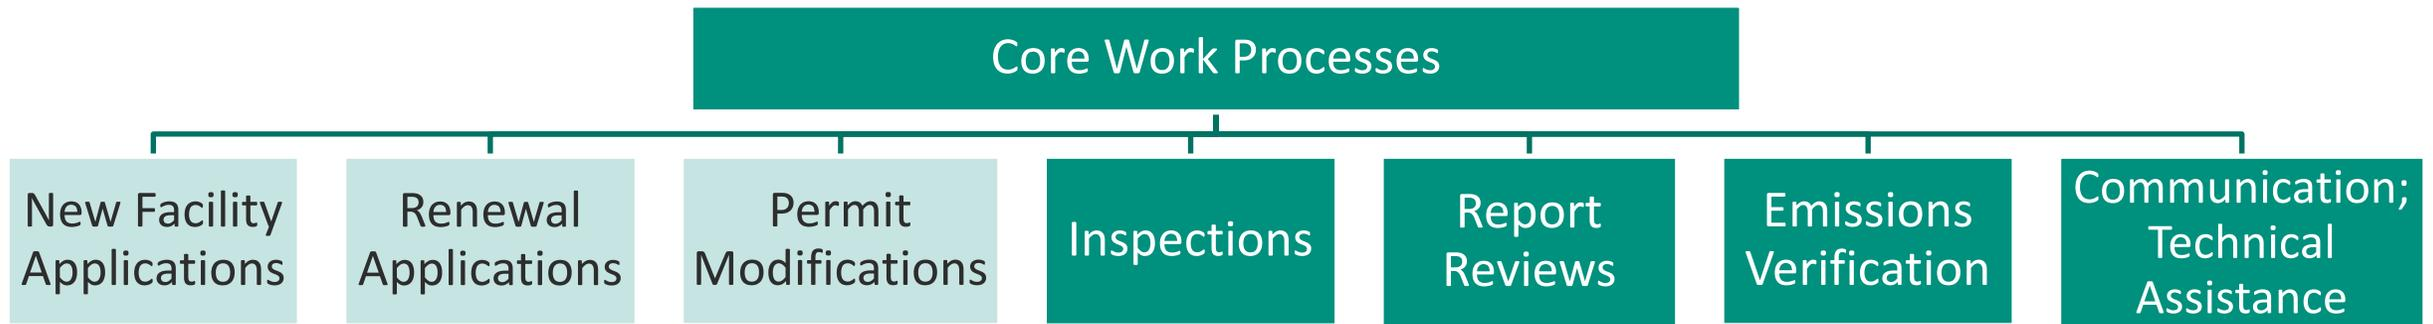 Core Work Processes
New Facility
Applications
Renewal
Applications
Permit
Modifications
Inspections
Report
Reviews
Emissions
Verification
Communication;
Technical
Assistance